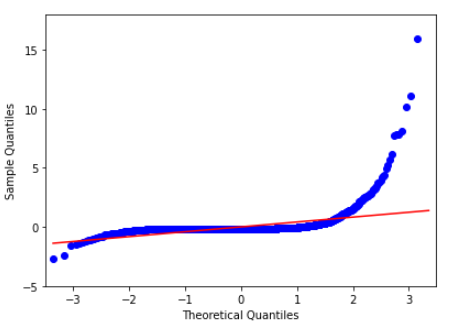 15
10
5
0
−5
Sample Quantiles
−3 −2 −1 0 1 2 3
Theoretical Quantiles